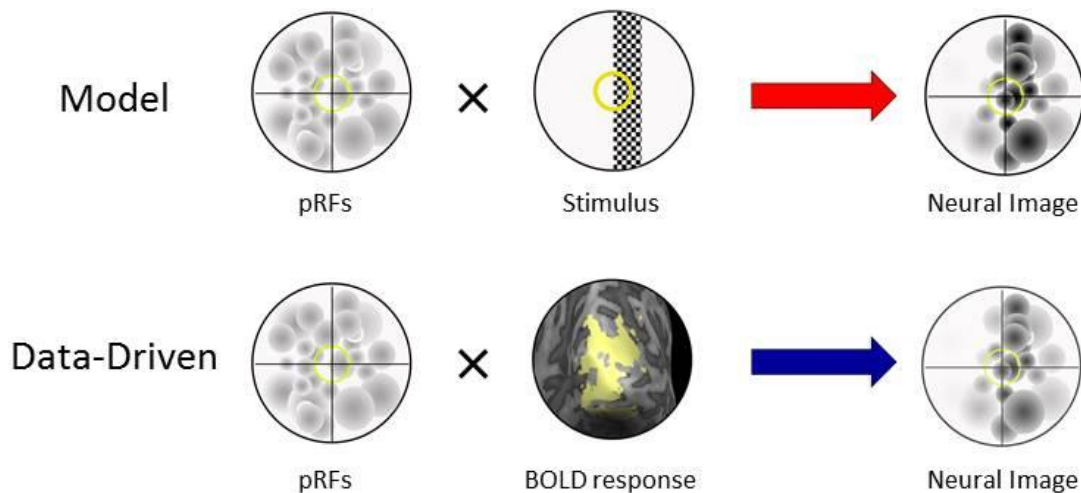 Model
×
pRFs
Stimulus
Neural Image
Data-Driven
×
pRFs
BOLD response
Neural Image